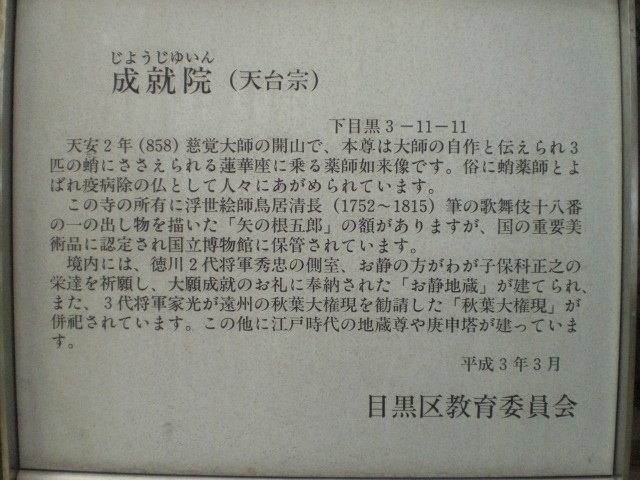 じようじゆいん
成就院（天台宗）
下目黒3－11－11
天安2年(858) 慈覚大師の開山で、本尊は大師の自作と伝えられ3
匹の蛸にささえられる蓮華座に乗る薬師如来像です。俗に蛸薬師とよ
ばれ疫病除の仏として人々にあがめられています。
この寺の所有に浮世絵師鳥居清長（1752～1815）筆の歌舞伎十八番
の一の出し物を描いた「矢の根五郎」の額がありますが、国の重要美
術品に認定され国立博物館に保管されています。
境内には、徳川2代将軍秀忠の側室、お静の方がわが子保科正之の
栄達を祈願し、大願成就のお礼に奉納された「お静地蔵」が建てられ、
また、3代将軍家光が遠州の秋葉大権現を勧請した「秋葉大権現」が
併祀されています。この他に江戸時代の地蔵尊や庚申塔が建っていま
す。
平成3年3月
目黒区教育委員会